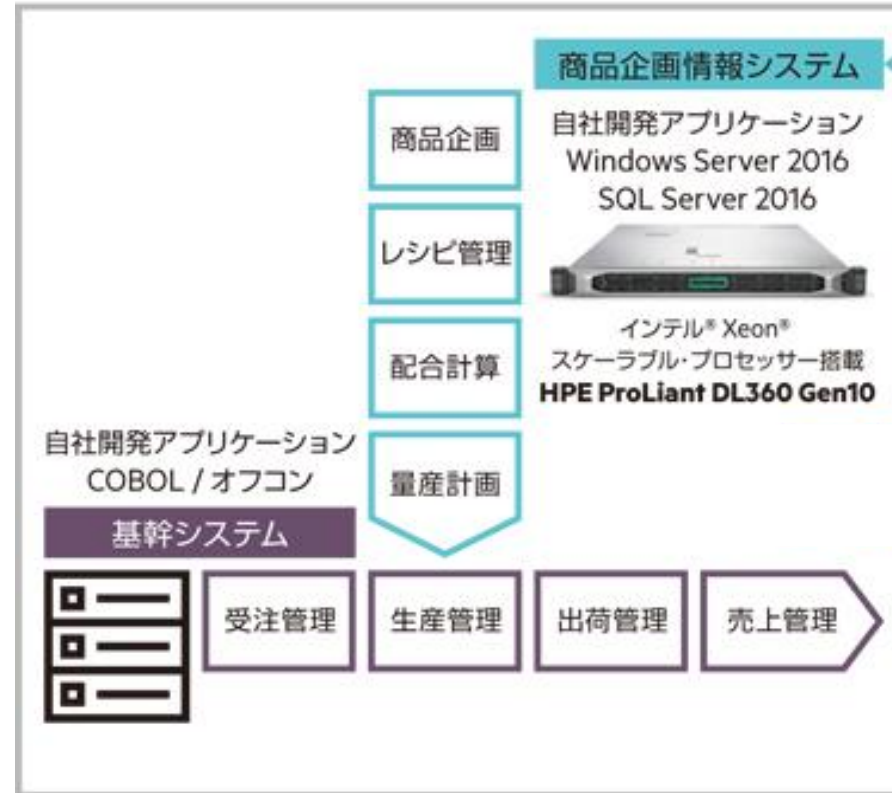 商品企画情報システム
自社開発アプリケーション
Windows Server 2016
SQL Server 2016
インテル® Xeon®
スケーラブル・プロセッサー搭載
HPE ProLiant DL360 Gen10
商品企画
レシピ管理
配合計算
量産計画
自社開発アプリケーション
COBOL / オフコン
基幹システム
受注管理
生産管理
出荷管理
売上管理